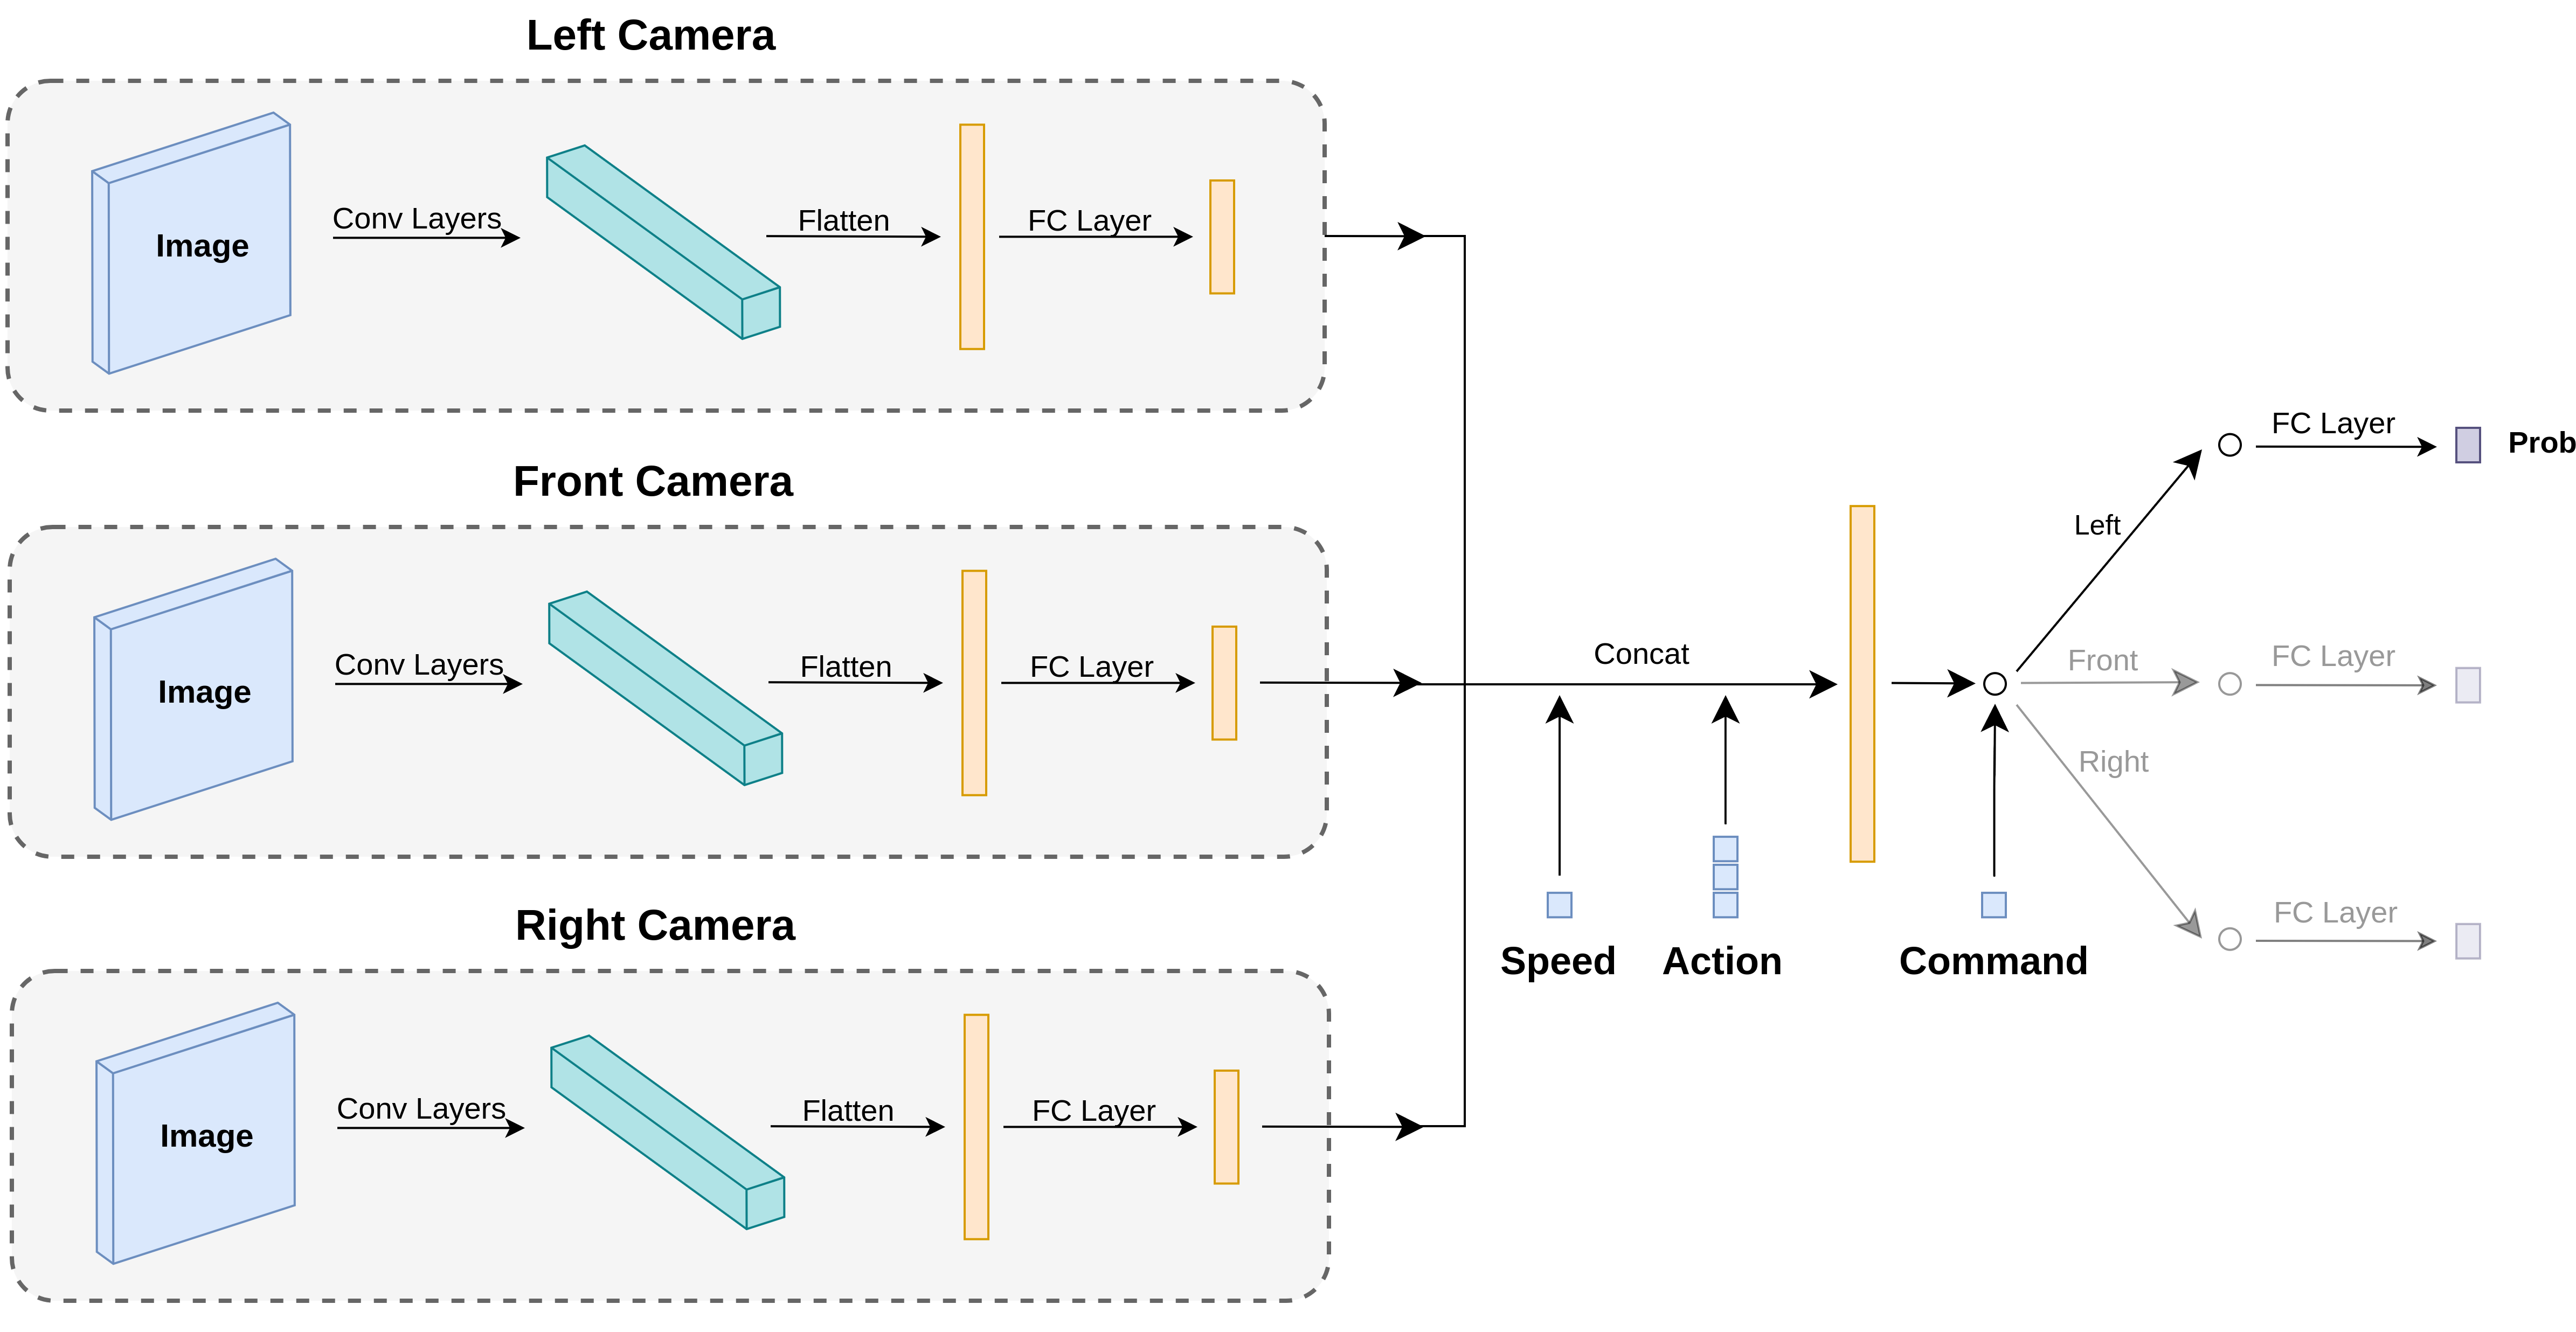 Left Camera
Image
Conv Layers
Flatten
FC Layer
Front Camera
Image
Conv Layers
Flatten
FC Layer
Right Camera
Image
Conv Layers
Flatten
FC Layer
Concat
Speed
Action
Command
Left
Front
Right
FC Layer
Prob
FC Layer
FC Layer